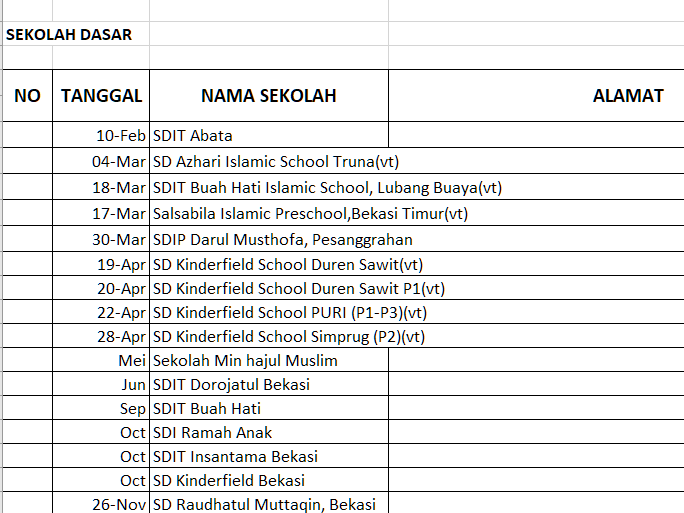 SEKOLAH DASAR
NO TANGGAL NAMA SEKOLAH ALAMAT
10-Feb SDIT Abata
04-Mar SD Azhari Islamic School Truna(vt)
18-Mar SDIT Buah Hati Islamic School, Lubang Buaya(vt)
17-Mar Salsabila Islamic Preschool,Bekasi Timur(vt)
30-Mar SDIP Darul Musthofa, Pesanggrahan
19-Apr SD Kinderfield School Duren Sawit(vt)
20-Apr SD Kinderfield School Duren Sawit P1(vt)
22-Apr SD Kinderfield School PURI (P1-P3)(vt)
28-Apr SD Kinderfield School Simprug (P2)(vt)
Mei Sekolah Min hajul Muslim
Jun SDIT Dorojatul Bekasi
Sep SDIT Buah Hati
Oct SDI Ramah Anak
Oct SDIT Insantama Bekasi
Oct SD Kinderfield Bekasi
26-Nov SD Raudhatul Muttaqin, Bekasi